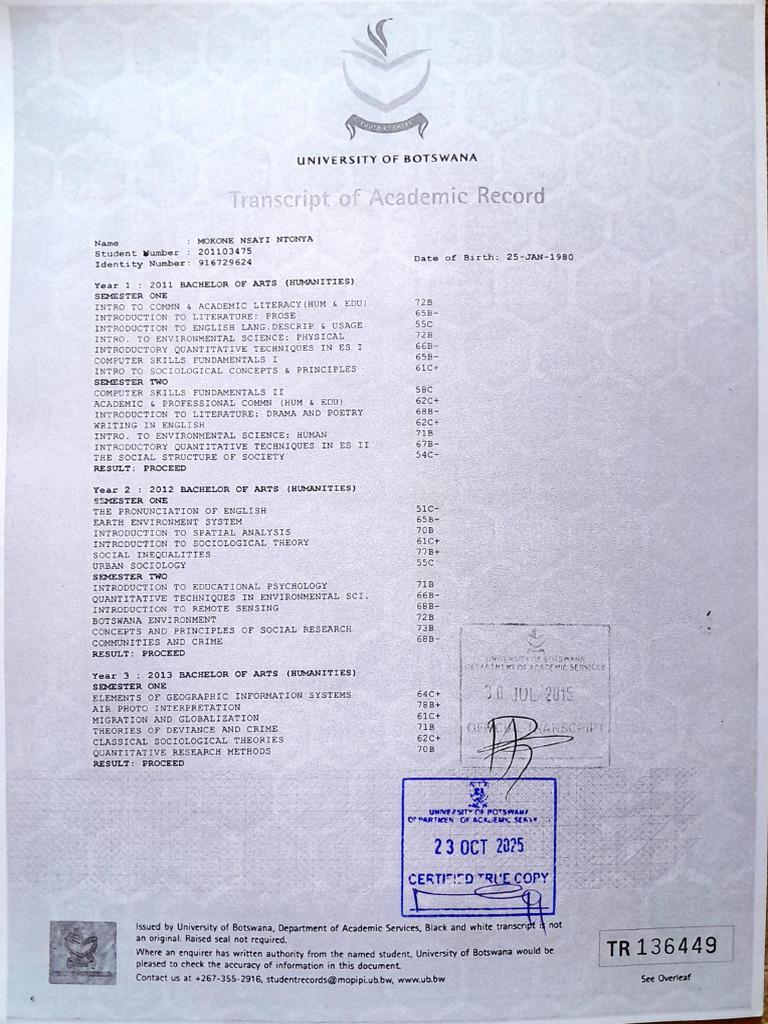 UNIVERSITY OF BOTSWANA
Transcript of Academic Record
Name : MOKONE NSAYI NTONYA
Student Number : 201103475
Identity Number: 916729624
Date of Birth: 25-JAN-1980
Year 1 : 2011 BACHELOR OF ARTS (HUMANITIES)
SEMESTER ONE
INTRO TO COMMN & ACADEMIC LITERACY(HUM & EDU) 72B
INTRODUCTION TO LITERATURE: PROSE 65B-
INTRODUCTION TO ENGLISH LANG.DESCRIP & USAGE 55C
INTRO. TO ENVIRONMENTAL SCIENCE: PHYSICAL 72B
INTRODUCTORY QUANTITATIVE TECHNIQUES IN ES I 66B-
COMPUTER SKILLS FUNDAMENTALS I 65B-
INTRO TO SOCIOLOGICAL CONCEPTS & PRINCIPLES 61C+
SEMESTER TWO
COMPUTER SKILLS FUNDAMENTALS II 58C
ACADEMIC & PROFESSIONAL COMMN (HUM & EDU) 62C+
INTRODUCTION TO LITERATURE: DRAMA AND POETRY 68B-
WRITING IN ENGLISH 62C+
INTRO. TO ENVIRONMENTAL SCIENCE: HUMAN 71B
INTRODUCTORY QUANTITATIVE TECHNIQUES IN ES II 67B-
THE SOCIAL STRUCTURE OF SOCIETY 54C-
RESULT: PROCEED
Year 2 : 2012 BACHELOR OF ARTS (HUMANITIES)
SEMESTER ONE
THE PRONUNCIATION OF ENGLISH 51C-
EARTH ENVIRONMENT SYSTEM 65B-
INTRODUCTION TO SPATIAL ANALYSIS 70B
INTRODUCTION TO SOCIOLOGICAL THEORY 61C+
SOCIAL INEQUALITIES 77B+
URBAN SOCIOLOGY 55C
SEMESTER TWO
INTRODUCTION TO EDUCATIONAL PSYCHOLOGY 71B
QUANTITATIVE TECHNIQUES IN ENVIRONMENTAL SCI. 66B-
INTRODUCTION TO REMOTE SENSING 68B-
BOTSWANA ENVIRONMENT 72B
CONCEPTS AND PRINCIPLES OF SOCIAL RESEARCH 73B
COMMUNITIES AND CRIME 68B-
RESULT: PROCEED
Year 3 : 2013 BACHELOR OF ARTS (HUMANITIES)
SEMESTER ONE
ELEMENTS OF GEOGRAPHIC INFORMATION SYSTEMS 64C+
AIR PHOTO INTERPRETATION 78B+
MIGRATION AND GLOBALIZATION 61C+
THEORIES OF DEVIANCE AND CRIME 71B
CLASSICAL SOCIOLOGICAL THEORIES 62C+
QUANTITATIVE RESEARCH METHODS 70B
RESULT: PROCEED
UNIVERSITY OF BOTSWANA
DEPARTMENT OF ACADEMIC SERVICES
30 JUL 2015
OFFICIAL TRANSCRIPT
UNIVERSITY OF BOTSWANA
DEPARTMENT OF ACADEMIC
23 OCT 2025
CERTIFIED TRUE COPY
Issued by University of Botswana, Department of Academic Services, Black and white transcript is not
an original. Raised seal not required.
Where an enquirer has written authority from the named student, University of Botswana would be
pleased to check the accuracy of information in this document.
Contact us at +267-355-2916, studentrecords@mopipi.ub.bw, www.ub.bw
TR 136449
See Overleaf